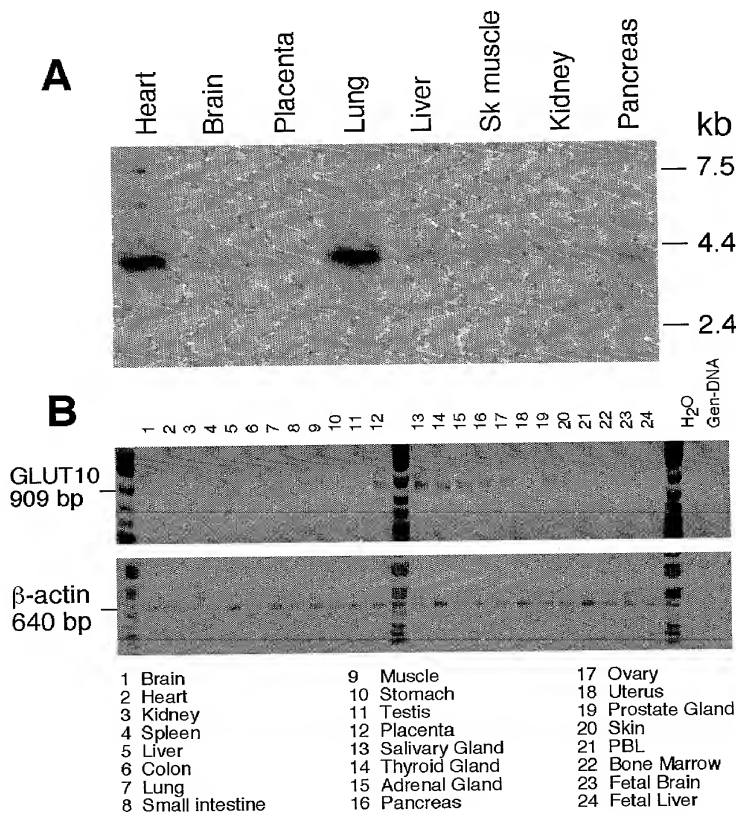 A
Heart
Brain
Placenta
Lung
Liver
Sk muscle
Kidney
Pancreas
kb
7.5
4.4
2.4
B
1 2 3 4 5 6 7 8 9 10 11 12 13 14 15 16 17 18 19 20 21 22 23 24 H₂O Gen-DNA
GLUT10
909 bp
β-actin
640 bp
1 Brain
2 Heart
3 Kidney
4 Spleen
5 Liver
6 Colon
7 Lung
8 Small intestine
9 Muscle
10 Stomach
11 Testis
12 Placenta
13 Salivary Gland
14 Thyroid Gland
15 Adrenal Gland
16 Pancreas
17 Ovary
18 Uterus
19 Prostate Gland
20 Skin
21 PBL
22 Bone Marrow
23 Fetal Brain
24 Fetal Liver